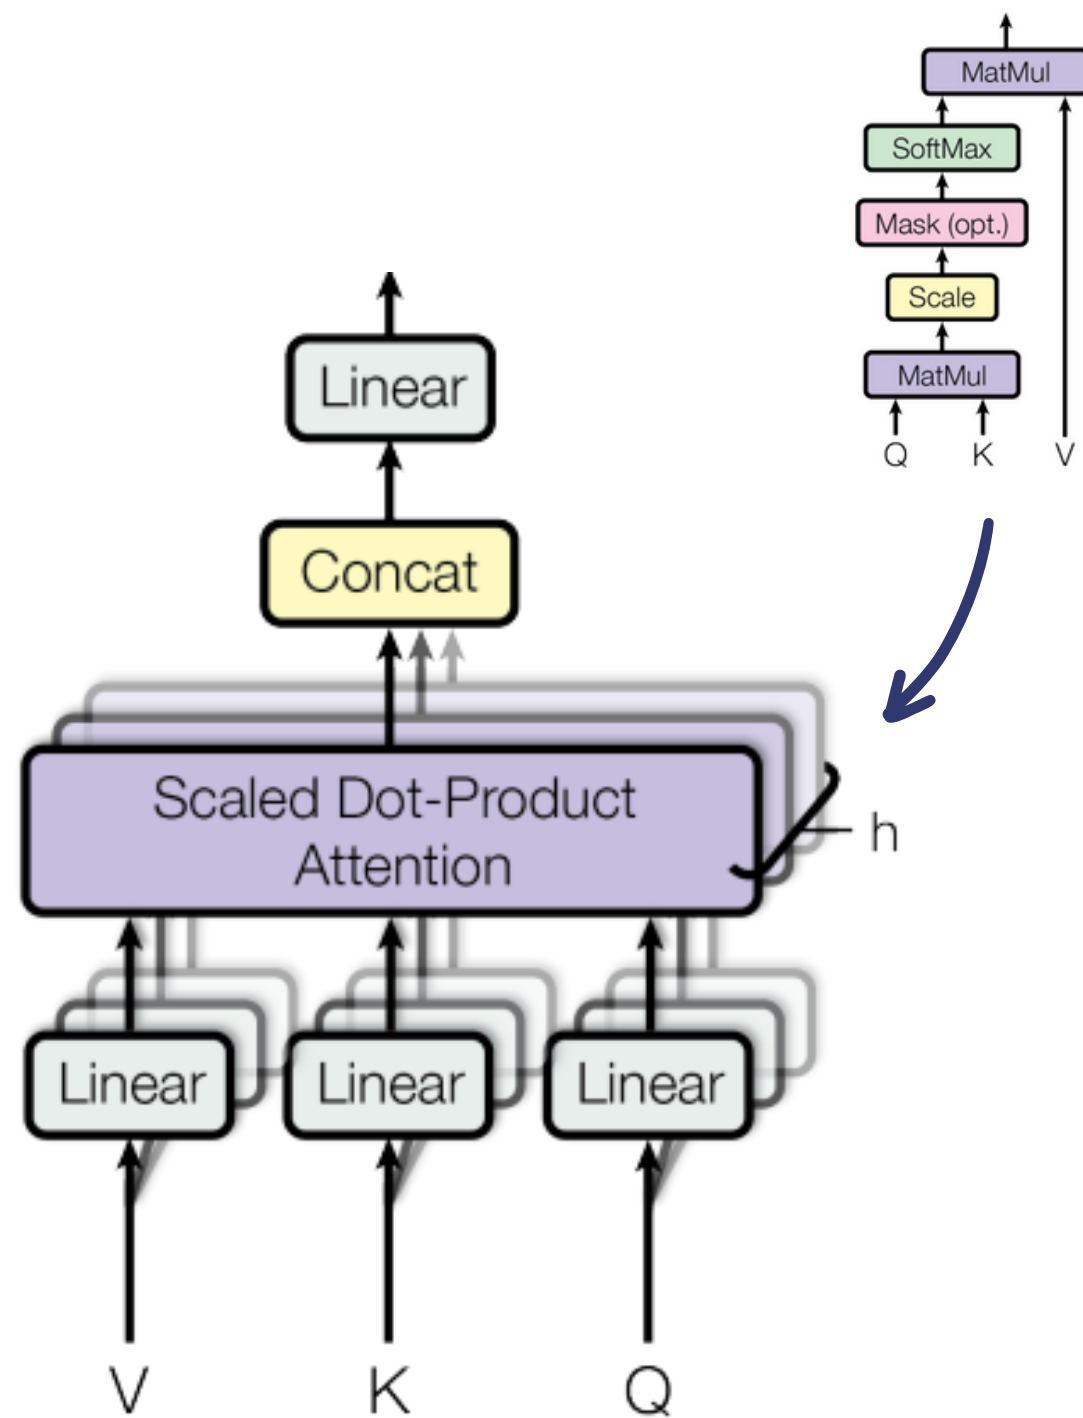 MatMul
SoftMax
Mask (opt.)
Scale
MatMul
Q K V
Linear
Concat
Scaled Dot-Product
Attention
h
Linear Linear Linear
V K Q